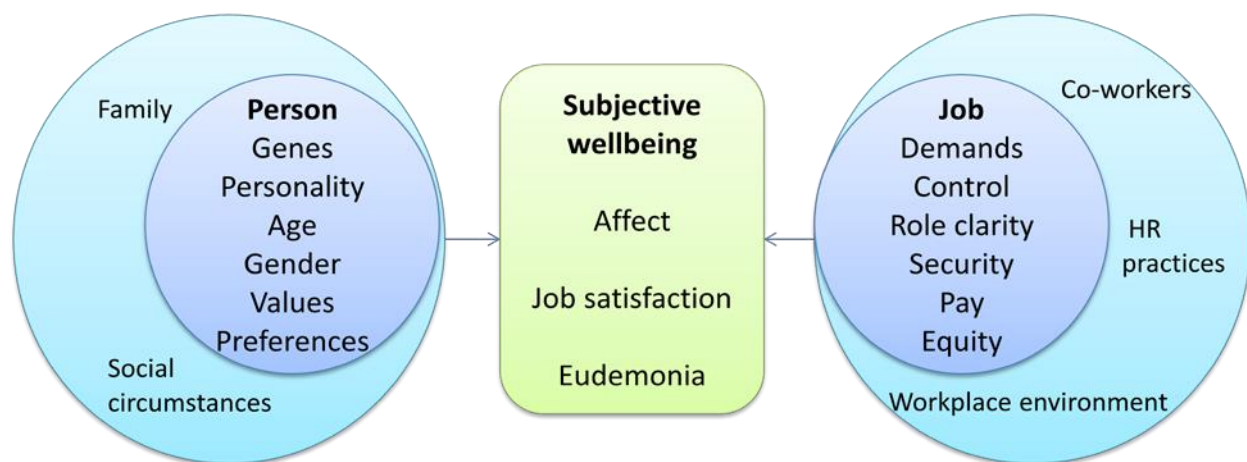 Family
Person
Genes
Personality
Age
Gender
Values
Preferences
Social
circumstances
Subjective
wellbeing
Affect
Job satisfaction
Eudemonia
Job
Demands
Control
Role clarity
Security
Pay
Equity
Co-workers
HR
practices
Workplace environment